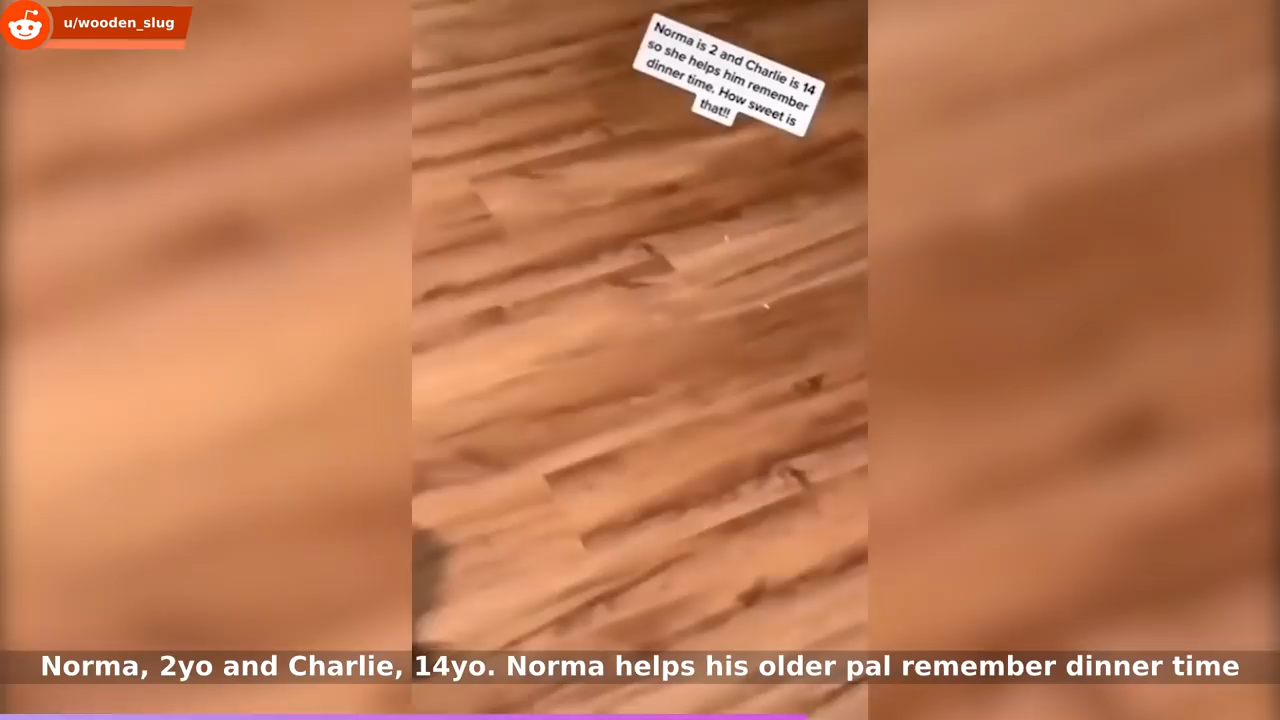 u/wooden_slug
Norma is 2 and Charlie is 14
so she helps him remember
dinner time. How sweet is
that!!
Norma, 2yo and Charlie, 14yo. Norma helps his older pal remember dinner time